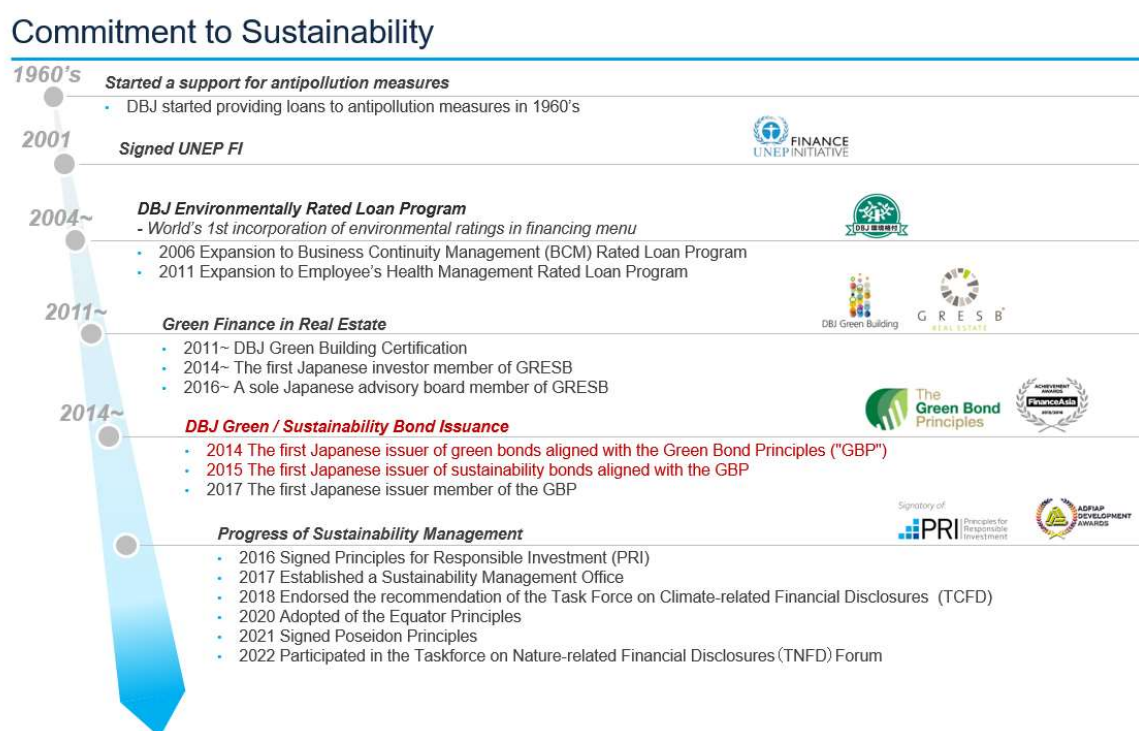 Commitment to Sustainability
1960’s
Started a support for antipollution measures
• DBJ started providing loans to antipollution measures in 1960’s
2001
Signed UNEP FI
UNEP FINANCE INITIATIVE
2004~
DBJ Environmentally Rated Loan Program
- World’s 1st incorporation of environmental ratings in financing menu
DBJ 環境格付
• 2006 Expansion to Business Continuity Management (BCM) Rated Loan Program
• 2011 Expansion to Employee’s Health Management Rated Loan Program
2011~
Green Finance in Real Estate
DBJ Green Building
G R E S B
REAL ESTATE
• 2011~ DBJ Green Building Certification
• 2014~ The first Japanese investor member of GRESB
• 2016~ A sole Japanese advisory board member of GRESB
2014~
DBJ Green / Sustainability Bond Issuance
The
Green Bond
Principles
ACHIEVEMENT
AWARDS
FinanceAsia
• 2014 The first Japanese issuer of green bonds aligned with the Green Bond Principles ("GBP")
• 2015 The first Japanese issuer of sustainability bonds aligned with the GBP
• 2017 The first Japanese issuer member of the GBP
Progress of Sustainability Management
Signatory of:
PRI Principles for
Responsible
Investment
ADFIAP
DEVELOPMENT
AWARDS
• 2016 Signed Principles for Responsible Investment (PRI)
• 2017 Established a Sustainability Management Office
• 2018 Endorsed the recommendation of the Task Force on Climate-related Financial Disclosures (TCFD)
• 2020 Adopted of the Equator Principles
• 2021 Signed Poseidon Principles
• 2022 Participated in the Taskforce on Nature-related Financial Disclosures（TNFD）Forum